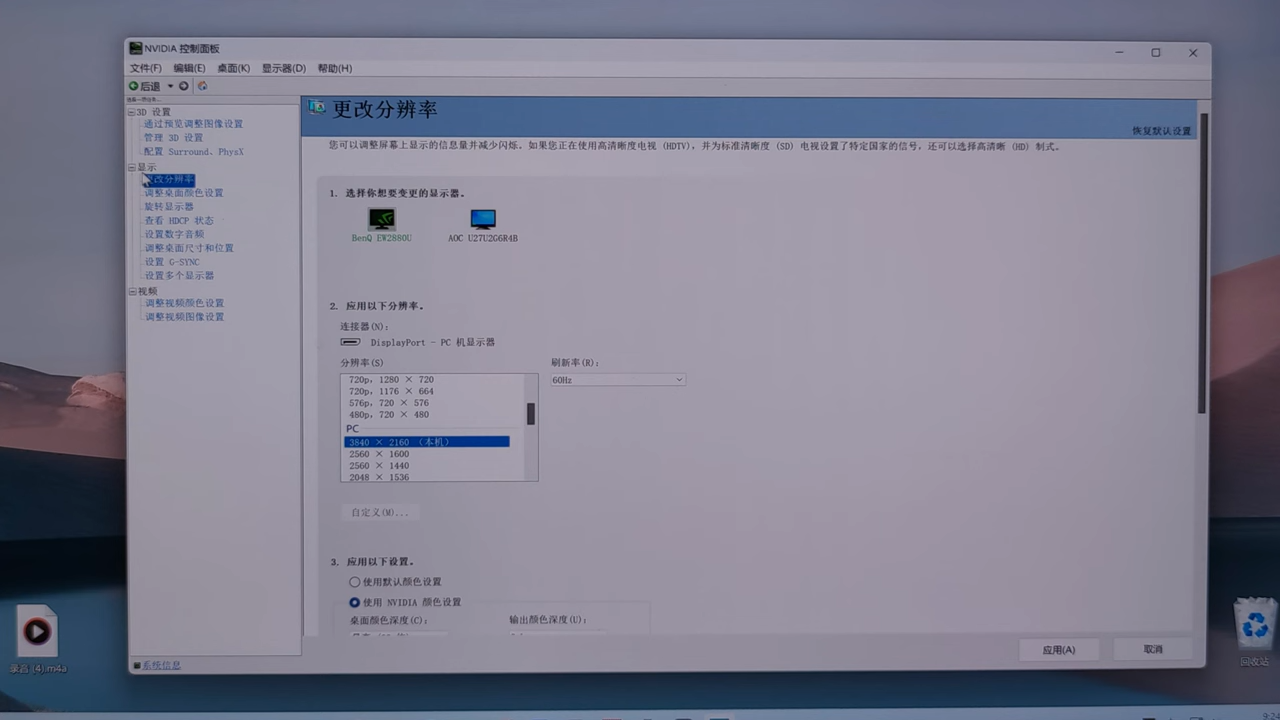 NVIDIA 控制面板
文件(F) 编辑(E) 桌面(K) 显示器(D) 帮助(H)
后退
3D 设置
通过预览调整图像设置
管理 3D 设置
配置 Surround、PhysX
显示
更改分辨率
调整桌面颜色设置
旋转显示器
查看 HDCP 状态
设置数字音频
调整桌面尺寸和位置
设置 G-SYNC
设置多个显示器
视频
调整视频颜色设置
调整视频图像设置
系统信息
更改分辨率
恢复默认设置
您可以调整屏幕上显示的信息量并减少闪烁。如果您正在使用高清晰度电视 (HDTV)，并为标准清晰度 (SD) 电视设置了特定国家的信号，还可以选择高清晰 (HD) 制式。
1. 选择你想要变更的显示器。
BenQ EW2880U AOC U27U2G6R4B
2. 应用以下分辨率。
连接器(N):
DisplayPort - PC 机显示器
分辨率(S) 刷新率(R):
60Hz
720p, 1280 × 720
720p, 1176 × 664
576p, 720 × 576
480p, 720 × 480
PC
3840 × 2160 (本机)
2560 × 1600
2560 × 1440
2048 × 1536
自定义(M)...
3. 应用以下设置。
使用默认颜色设置
使用 NVIDIA 颜色设置
桌面颜色深度(C): 输出颜色深度(U):
应用(A) 取消
录音 (4).m4a
回收站